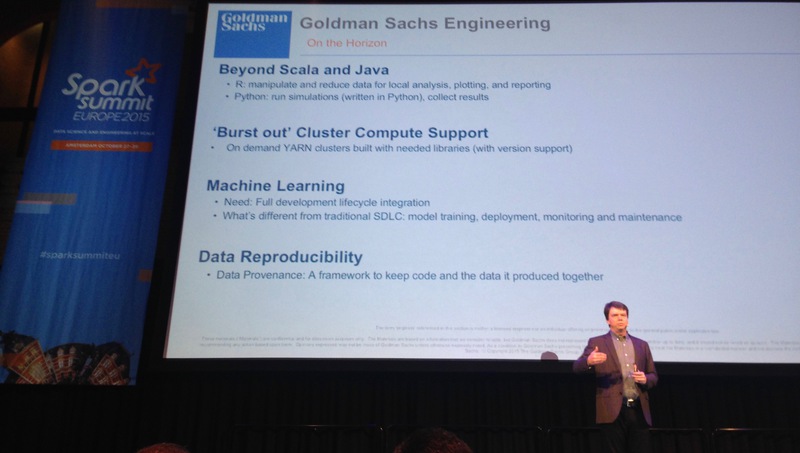 Spark
summit
EUROPE 2015
DATA SCIENCE AND ENGINEERING AT SCALE
AMSTERDAM OCTOBER 27-29
#sparksummiteu
Goldman
Sachs
Goldman Sachs Engineering
On the Horizon
Beyond Scala and Java
• R: manipulate and reduce data for local analysis, plotting, and reporting
• Python: run simulations (written in Python), collect results
‘Burst out’ Cluster Compute Support
• On demand YARN clusters built with needed libraries (with version support)
Machine Learning
• Need: Full development lifecycle integration
• What's different from traditional SDLC: model training, deployment, monitoring and maintenance
Data Reproducibility
• Data Provenance: A framework to keep code and the data it produced together